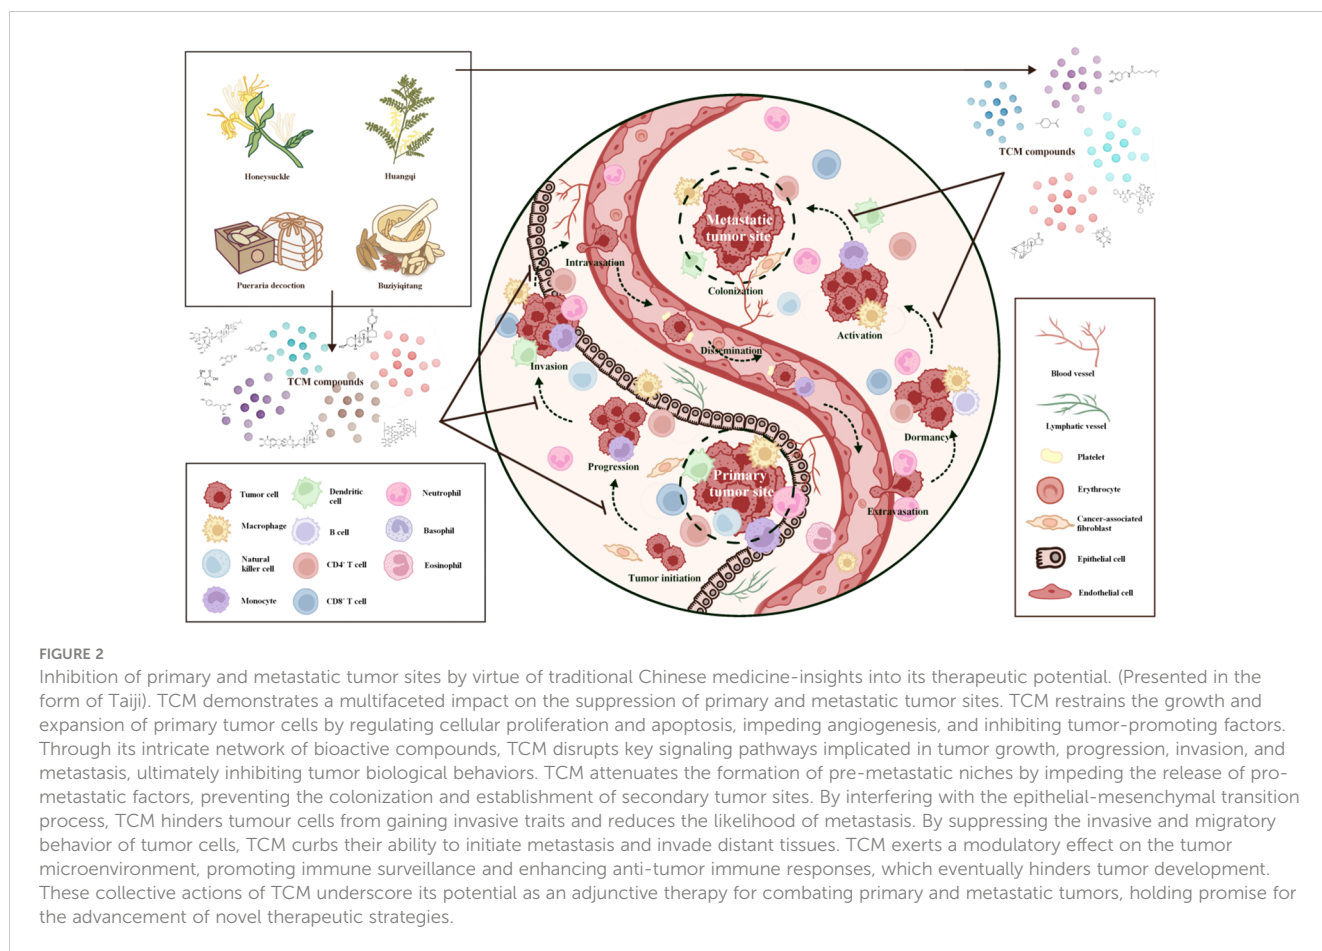 Honeysuckle
Huangqi
Pueraria decoction
Buziyiqitang
TCM compounds
TCM compounds
Metastatic
tumor site
Colonization
Intravasation
Dissemination
Activation
Invasion
Dormancy
Progression
Primary
tumor site
Extravasation
Tumor initiation
Tumor cell
Dendritic
cell
Neutrophil
Macrophage
B cell
Basophil
Natural
killer cell
CD4⁺ T cell
Eosinophil
Monocyte
CD8⁺ T cell
Blood vessel
Lymphatic vessel
Platelet
Erythrocyte
Cancer-associated
fibroblast
Epithelial cell
Endothelial cell
FIGURE 2
Inhibition of primary and metastatic tumor sites by virtue of traditional Chinese medicine-insights into its therapeutic potential. (Presented in the
form of Taiji). TCM demonstrates a multifaceted impact on the suppression of primary and metastatic tumor sites. TCM restrains the growth and
expansion of primary tumor cells by regulating cellular proliferation and apoptosis, impeding angiogenesis, and inhibiting tumor-promoting factors.
Through its intricate network of bioactive compounds, TCM disrupts key signaling pathways implicated in tumor growth, progression, invasion, and
metastasis, ultimately inhibiting tumor biological behaviors. TCM attenuates the formation of pre-metastatic niches by impeding the release of pro-
metastatic factors, preventing the colonization and establishment of secondary tumor sites. By interfering with the epithelial-mesenchymal transition
process, TCM hinders tumour cells from gaining invasive traits and reduces the likelihood of metastasis. By suppressing the invasive and migratory
behavior of tumor cells, TCM curbs their ability to initiate metastasis and invade distant tissues. TCM exerts a modulatory effect on the tumor
microenvironment, promoting immune surveillance and enhancing anti-tumor immune responses, which eventually hinders tumor development.
These collective actions of TCM underscore its potential as an adjunctive therapy for combating primary and metastatic tumors, holding promise for
the advancement of novel therapeutic strategies.